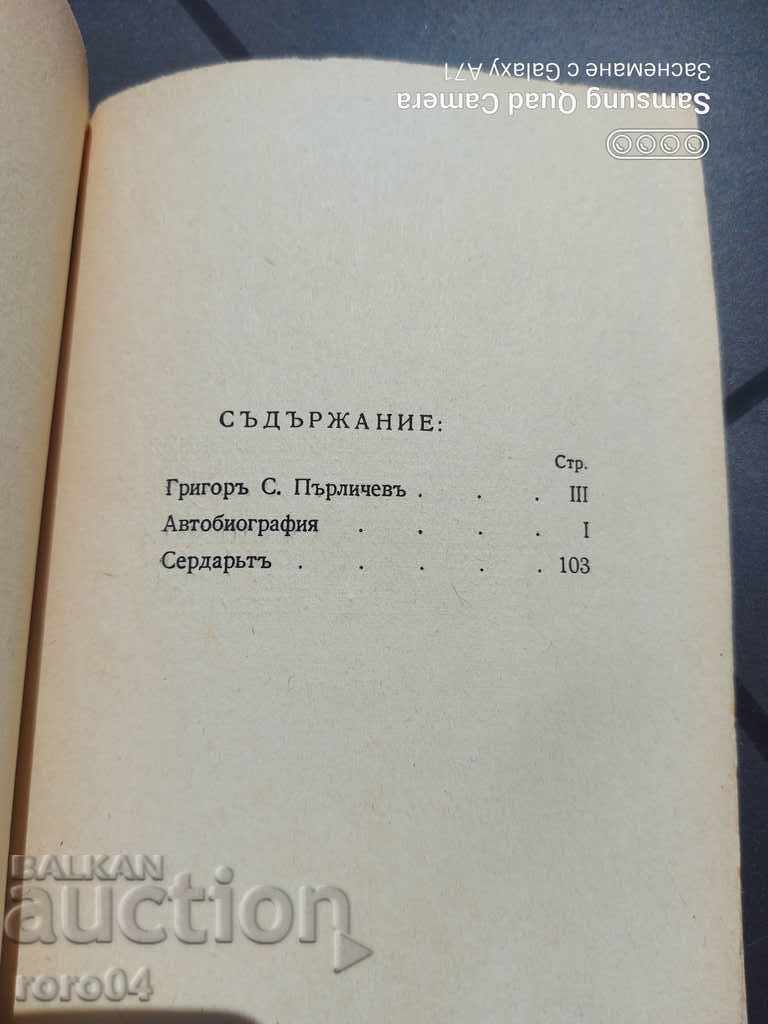 Samsung Quad Camera
Заснемане с Galaxy A71
СЪДЪРЖАНИЕ:
Стр.
Григоръ С. Пърличевъ . . . III
Автобиография . . . . I
Сердарьтъ . . . . . 103
BALKAN
auction
roro04